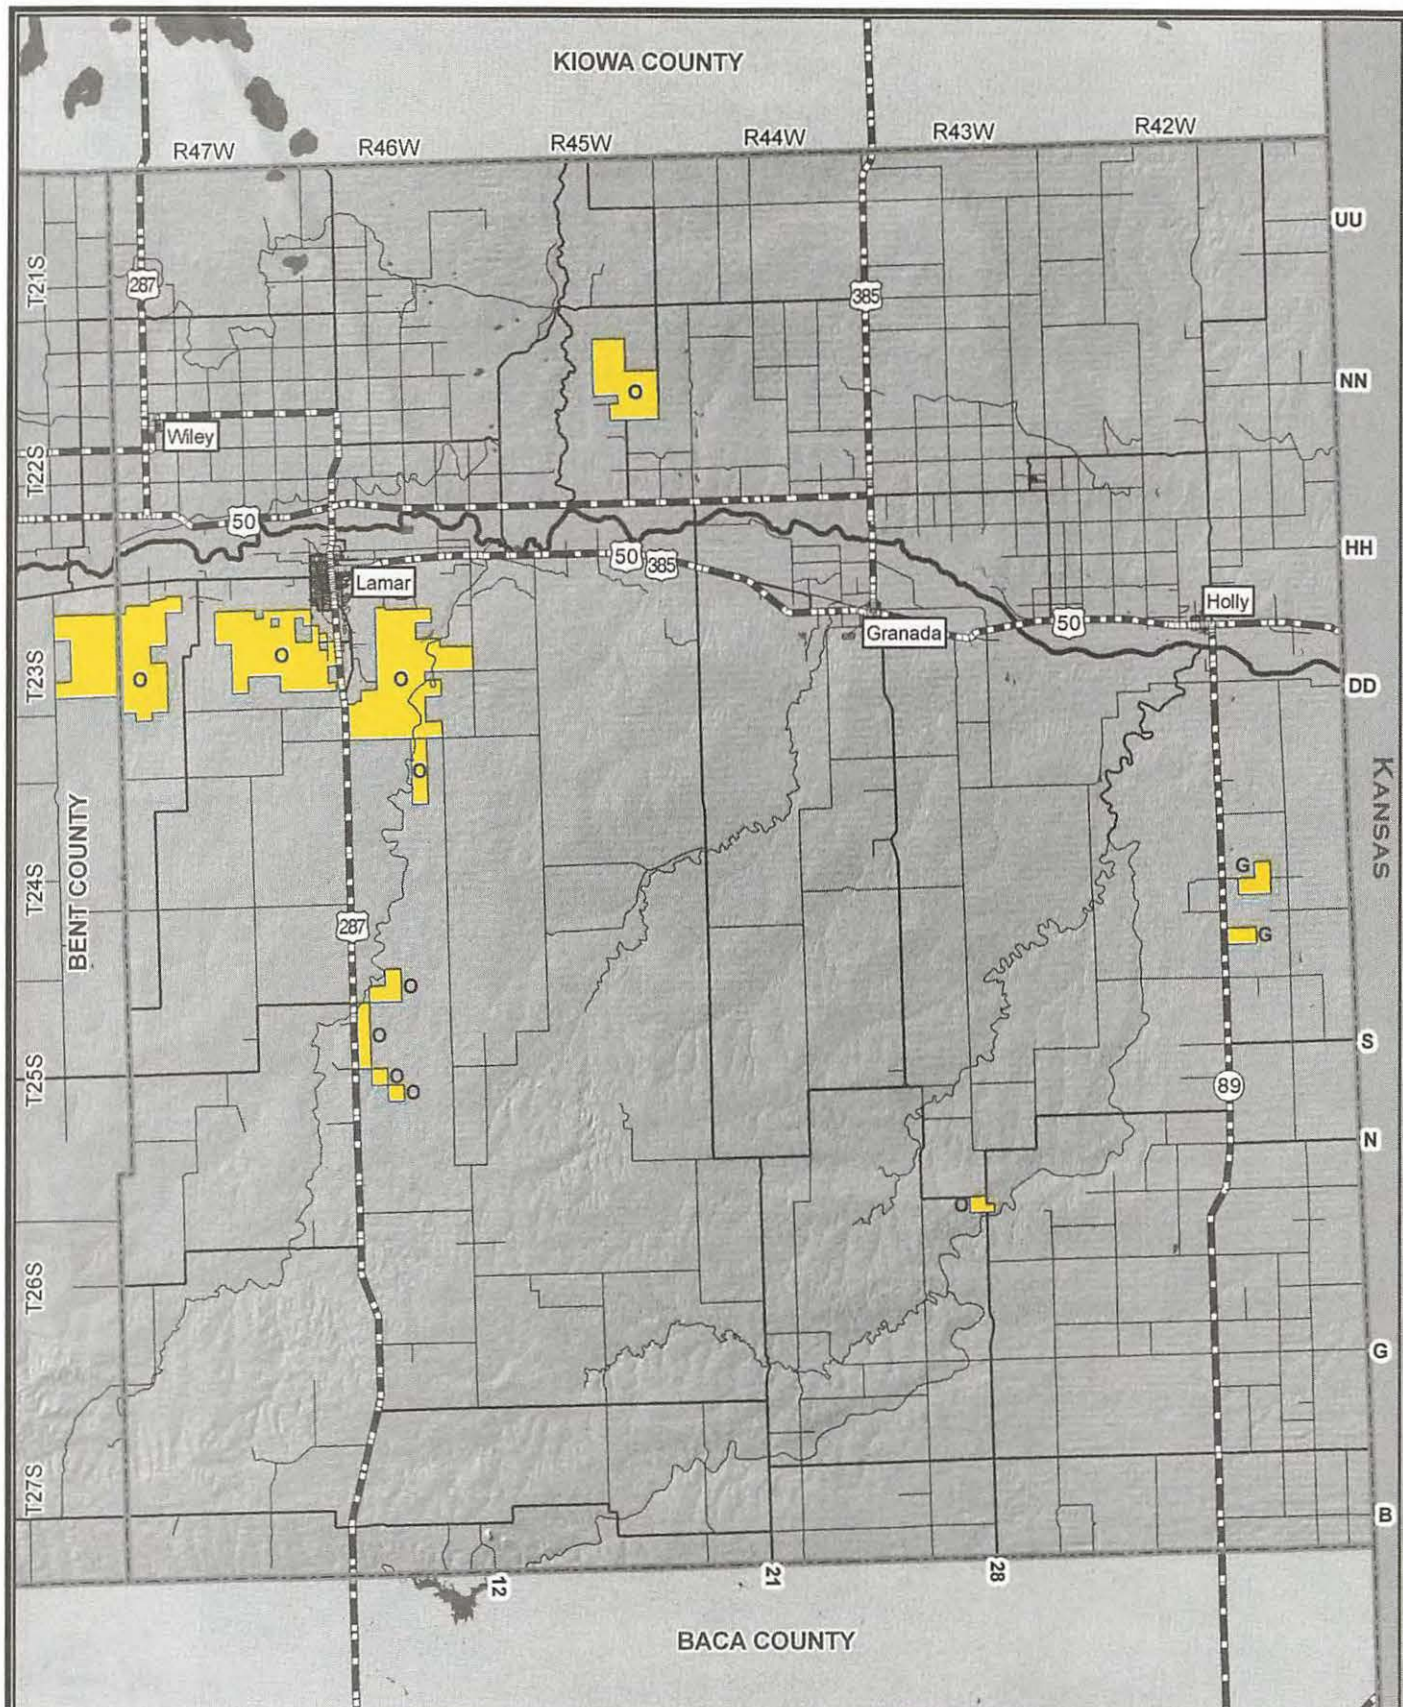 KIOWA COUNTY
R47W
R46W
R45W
R44W
R43W
R42W
UU
T21S
287
385
NN
Wiley
T22S
50
HH
50
385
Lamar
Holly
50
Granada
T23S
O
O
O
O
DD
O
KANSAS
BENT COUNTY
T24S
G
G
287
O
O
O
O
S
T25S
89
N
O
T26S
G
T27S
B
12
21
28
BACA COUNTY